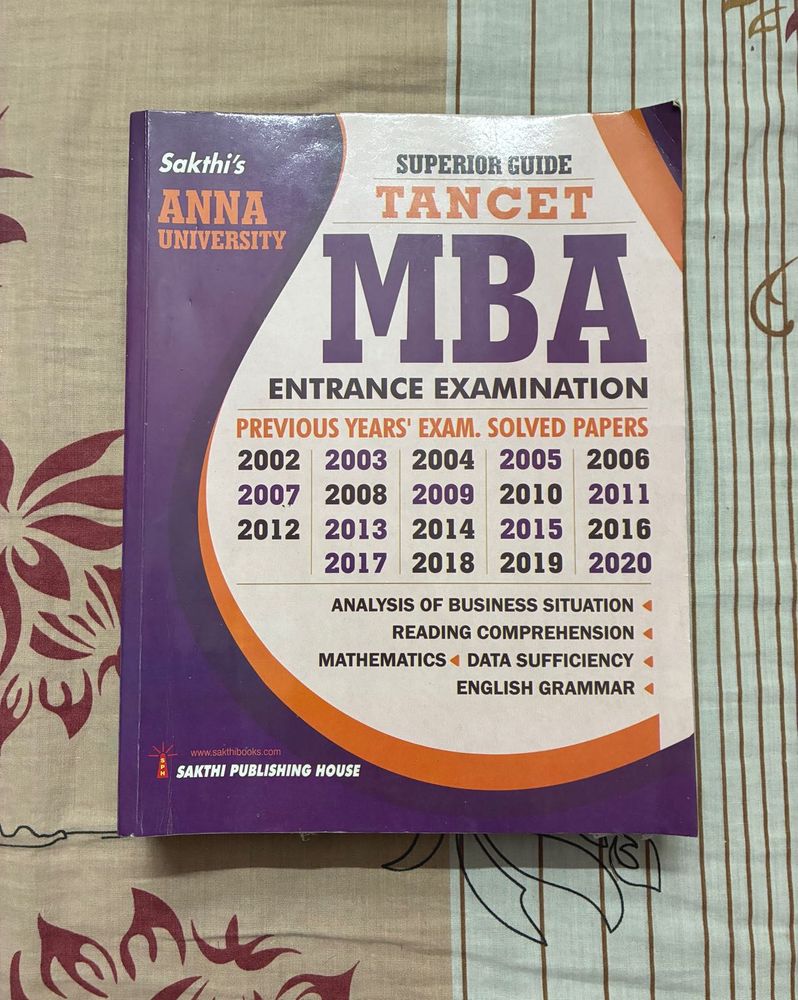 Sakthi's
ANNA
UNIVERSITY
SUPERIOR GUIDE
TANCET
MBA
ENTRANCE EXAMINATION
PREVIOUS YEARS' EXAM. SOLVED PAPERS
2002 2003 2004 2005 2006
2007 2008 2009 2010 2011
2012 2013 2014 2015 2016
2017 2018 2019 2020
ANALYSIS OF BUSINESS SITUATION
READING COMPREHENSION
MATHEMATICS DATA SUFFICIENCY
ENGLISH GRAMMAR
www.sakthibooks.com
SPH
SAKTHI PUBLISHING HOUSE